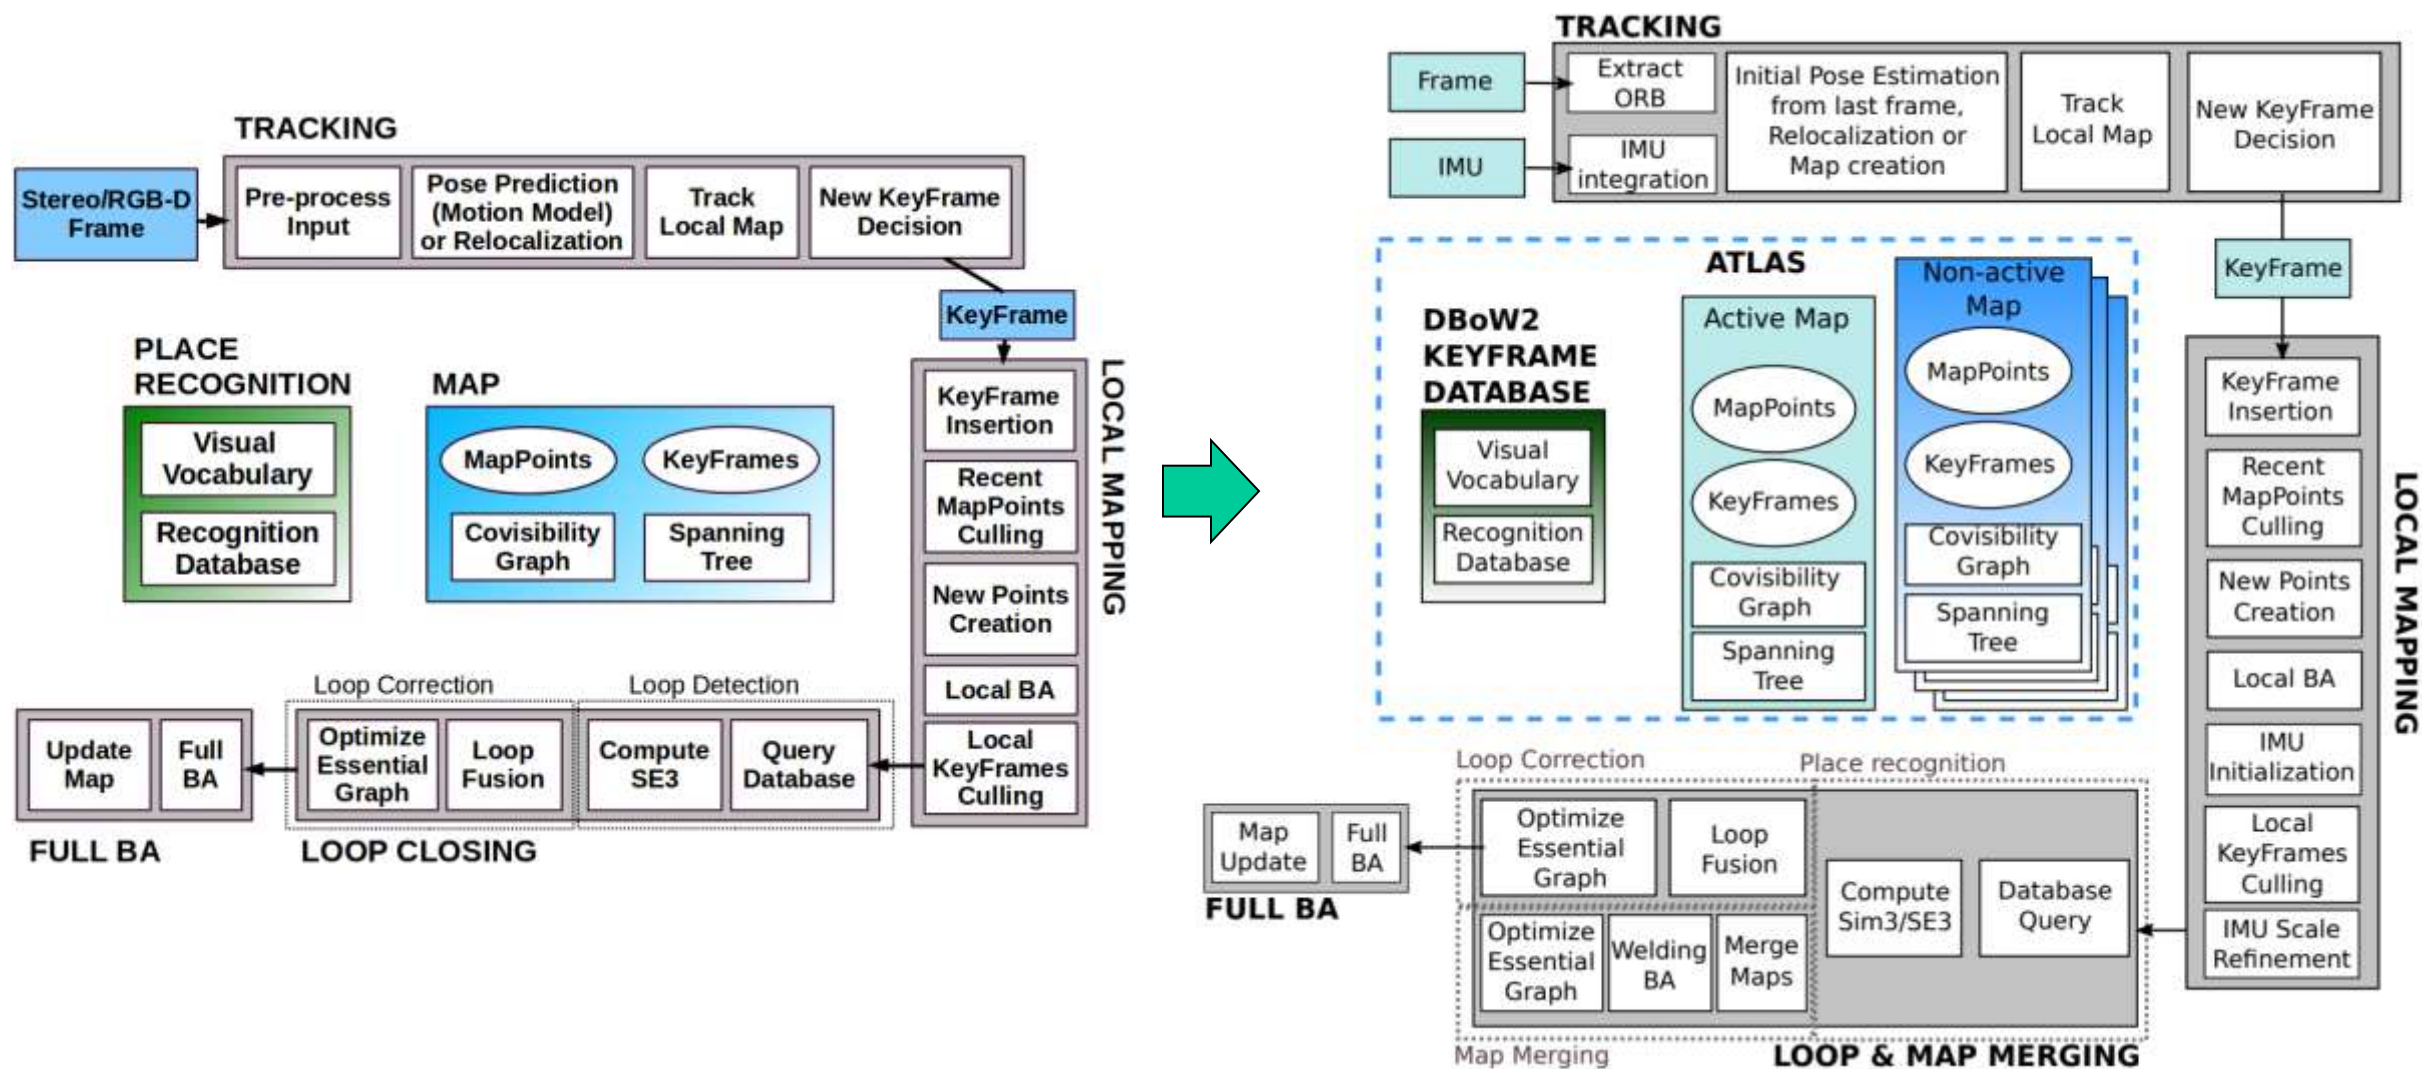 TRACKING
Stereo/RGB-D
Frame
Pre-process
Input
Pose Prediction
(Motion Model)
or Relocalization
Track
Local Map
New KeyFrame
Decision
KeyFrame
PLACE
RECOGNITION
Visual
Vocabulary
Recognition
Database
MAP
MapPoints
KeyFrames
Covisibility
Graph
Spanning
Tree
LOCAL MAPPING
KeyFrame
Insertion
Recent
MapPoints
Culling
New Points
Creation
Local BA
Local
KeyFrames
Culling
Loop Correction
Loop Detection
Update
Map
Full
BA
Optimize
Essential
Graph
Loop
Fusion
Compute
SE3
Query
Database
FULL BA
LOOP CLOSING
TRACKING
Frame
IMU
Extract
ORB
IMU
integration
Initial Pose Estimation
from last frame,
Relocalization or
Map creation
Track
Local Map
New KeyFrame
Decision
KeyFrame
ATLAS
DBoW2
KEYFRAME
DATABASE
Visual
Vocabulary
Recognition
Database
Active Map
MapPoints
KeyFrames
Covisibility
Graph
Spanning
Tree
Non-active
Map
MapPoints
KeyFrames
Covisibility
Graph
Spanning
Tree
LOCAL MAPPING
KeyFrame
Insertion
Recent
MapPoints
Culling
New Points
Creation
Local BA
IMU
Initialization
Local
KeyFrames
Culling
IMU Scale
Refinement
Loop Correction
Place recognition
Map
Update
Full
BA
FULL BA
Optimize
Essential
Graph
Loop
Fusion
Optimize
Essential
Graph
Welding
BA
Merge
Maps
Compute
Sim3/SE3
Database
Query
Map Merging
LOOP & MAP MERGING